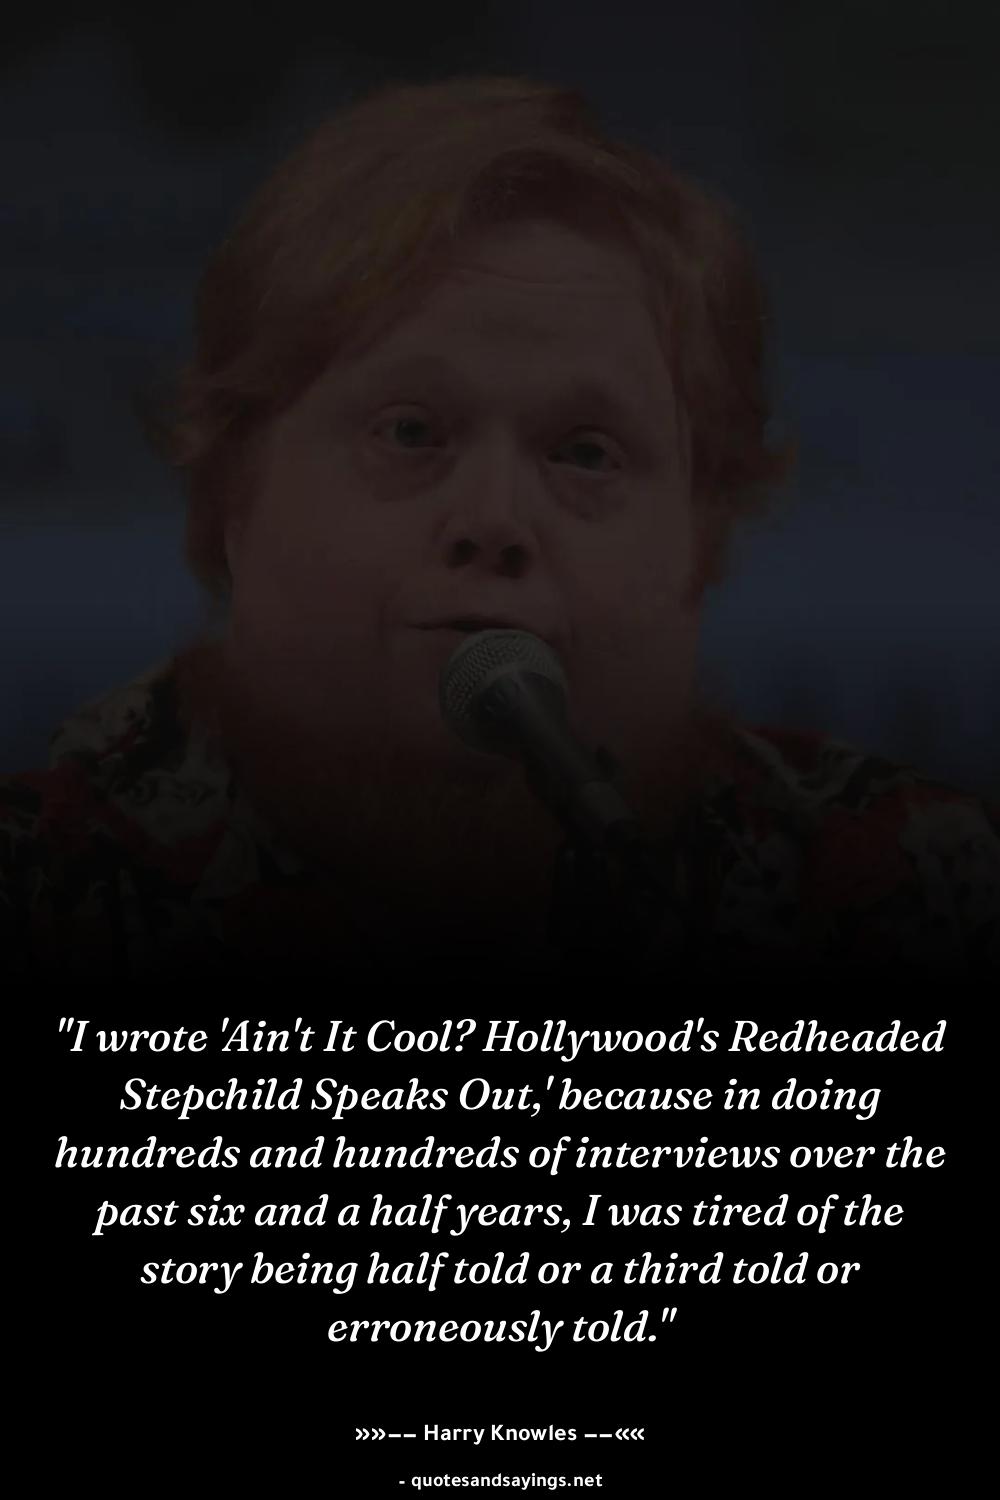 "I wrote 'Ain't It Cool? Hollywood's Redheaded
Stepchild Speaks Out,' because in doing
hundreds and hundreds of interviews over the
past six and a half years, I was tired of the
story being half told or a third told or
erroneously told."
»»–– Harry Knowles ––««
- quotesandsayings.net